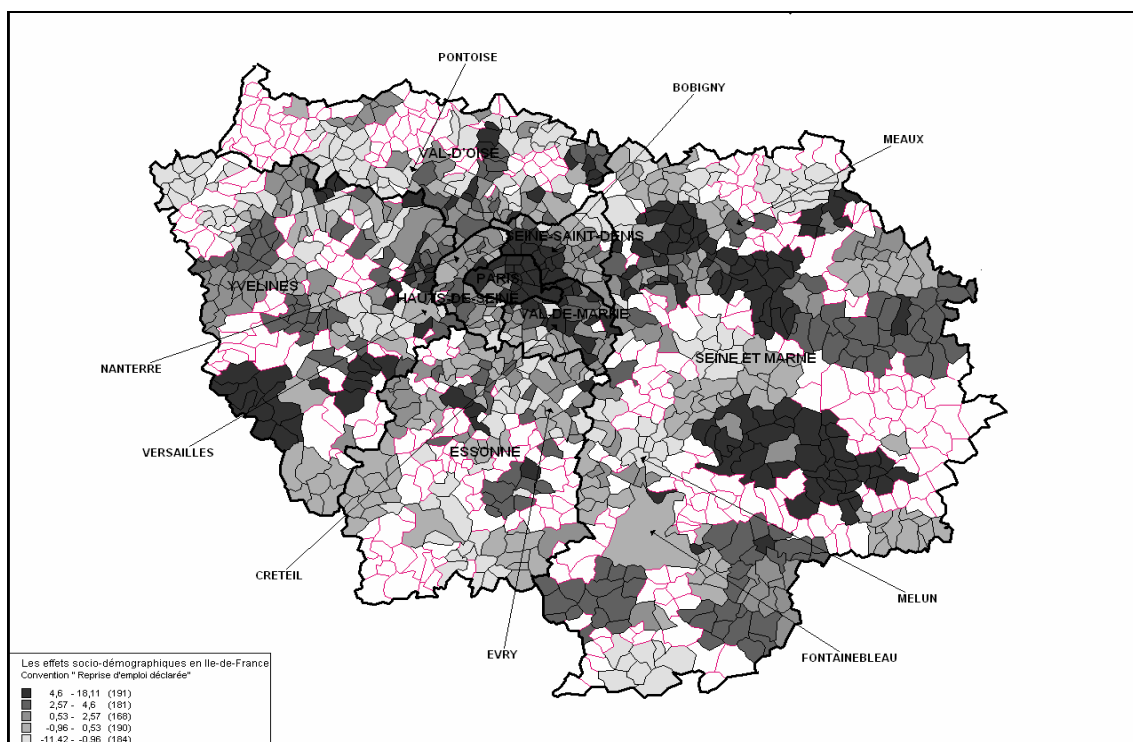 PONTOISE
BOBIGNY
MEAUX
VAL-D'OISE
SEINE-SAINT-DENIS
PARIS
YVELINES
HAUTS-DE-SEINE
VAL-DE-MARNE
SEINE ET MARNE
NANTERRE
VERSAILLES
ESSONNE
CRETEIL
MELUN
EVRY
FONTAINEBLEAU
Les effets socio-démographiques en Ile-de-France
Convention " Reprise d'emploi déclarée"
4,6 - 18,11 (191)
2,57 - 4,6 (181)
0,53 - 2,57 (168)
-0,96 - 0,53 (190)
-11,42 - -0,96 (184)